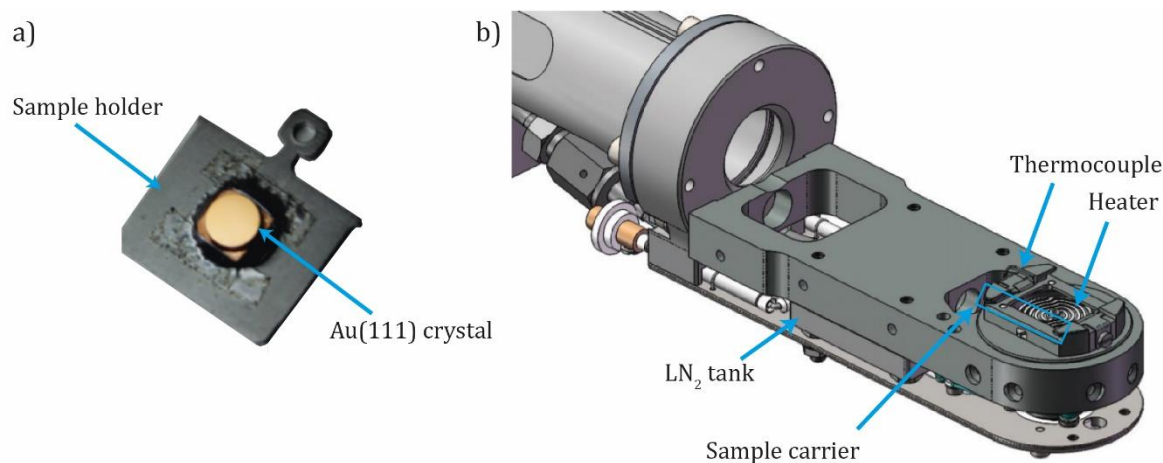 a)
Sample holder
Au(111) crystal
b)
Thermocouple
Heater
LN₂ tank
Sample carrier